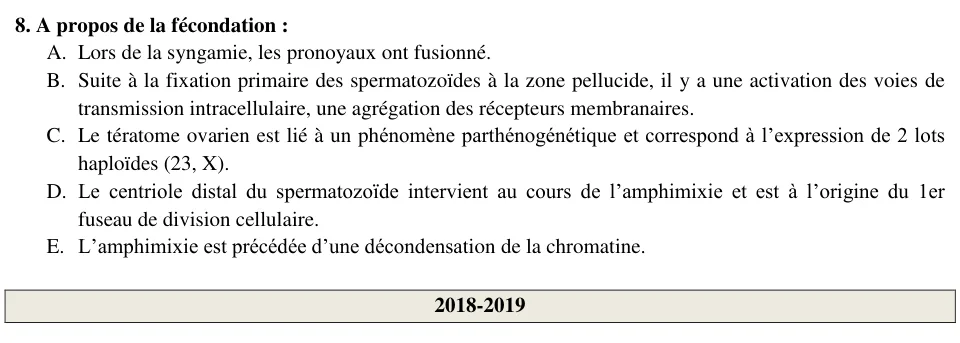 8. A propos de la fécondation :
A. Lors de la syngamie, les pronoyaux ont fusionné.
B. Suite à la fixation primaire des spermatozoïdes à la zone pellucide, il y a une activation des voies de
transmission intracellulaire, une agrégation des récepteurs membranaires.
C. Le tératome ovarien est lié à un phénomène parthénogénétique et correspond à l'expression de 2 lots
haploïdes (23, X).
D. Le centriole distal du spermatozoïde intervient au cours de l'amphimixie et est à l'origine du 1er
fuseau de division cellulaire.
E. L'amphimixie est précédée d'une décondensation de la chromatine.
2018-2019